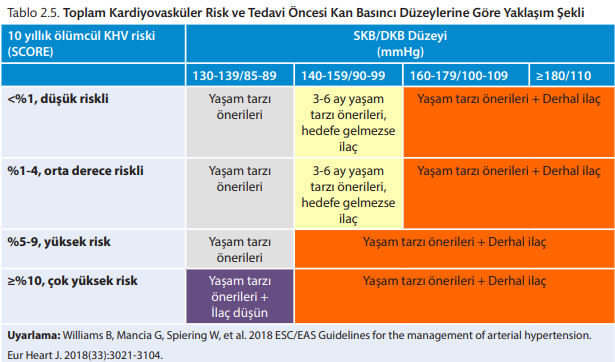 Tablo 2.5. Toplam Kardiyovasküler Risk ve Tedavi Öncesi Kan Basıncı Düzeylerine Göre Yaklaşım Şekli
10 yıllık ölümcül KHV riski
(SCORE)
SKB/DKB Düzeyi
(mmHg)
130-139/85-89
140-159/90-99
160-179/100-109
≥180/110
<%1, düşük riskli
Yaşam tarzı
önerileri
3-6 ay yaşam
tarzı önerileri,
hedefe gelmezse
ilaç
Yaşam tarzı önerileri + Derhal ilaç
%1-4, orta derece riskli
Yaşam tarzı
önerileri
3-6 ay yaşam
tarzı önerileri,
hedefe gelmezse
ilaç
Yaşam tarzı önerileri + Derhal ilaç
%5-9, yüksek risk
Yaşam tarzı
önerileri
Yaşam tarzı önerileri + Derhal ilaç
≥%10, çok yüksek risk
Yaşam tarzı
önerileri +
İlaç düşün
Yaşam tarzı önerileri + Derhal ilaç
Uyarlama: Williams B, Mancia G, Spiering W, et al. 2018 ESC/EAS Guidelines for the management of arterial hypertension.
Eur Heart J. 2018(33):3021-3104.